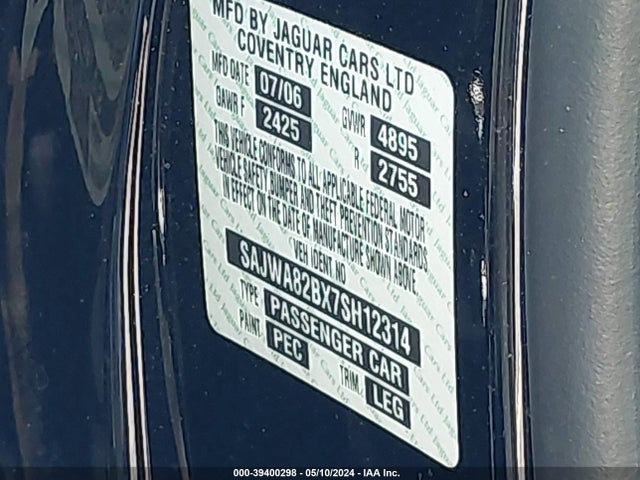 MFD BY JAGUAR CARS LTD
COVENTRY ENGLAND
MFD DATE 07/06 GVWR 4895
GAWR F 2425 R 2755
THIS VEHICLE CONFORMS TO ALL APPLICABLE FEDERAL MOTOR
VEHICLE SAFETY BUMPER AND THEFT PREVENTION STANDARDS
IN EFFECT ON THE DATE OF MANUFACTURE SHOWN ABOVE.
VEH IDENT NO
SAJWA82BX7SH12314
TYPE PASSENGER CAR
PAINT PEC TRIM LEG
000-39400298 - 05/10/2024 - IAA Inc.